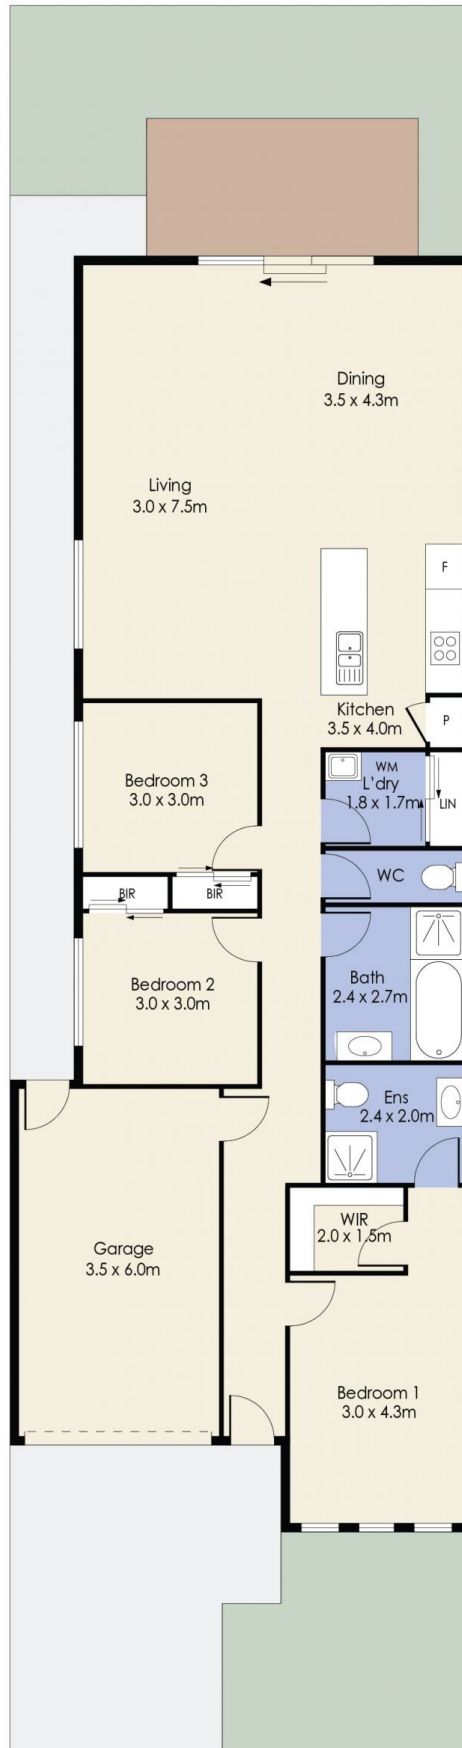 Dining
3.5 x 4.3m
Living
3.0 x 7.5m
F
Kitchen
3.5 x 4.0m
P
Bedroom 3
3.0 x 3.0m
WM
L'dry
1.8 x 1.7m
LIN
WC
BIR
BIR
Bedroom 2
3.0 x 3.0m
Bath
2.4 x 2.7m
Ens
2.4 x 2.0m
WIR
2.0 x 1.5m
Garage
3.5 x 6.0m
Bedroom 1
3.0 x 4.3m